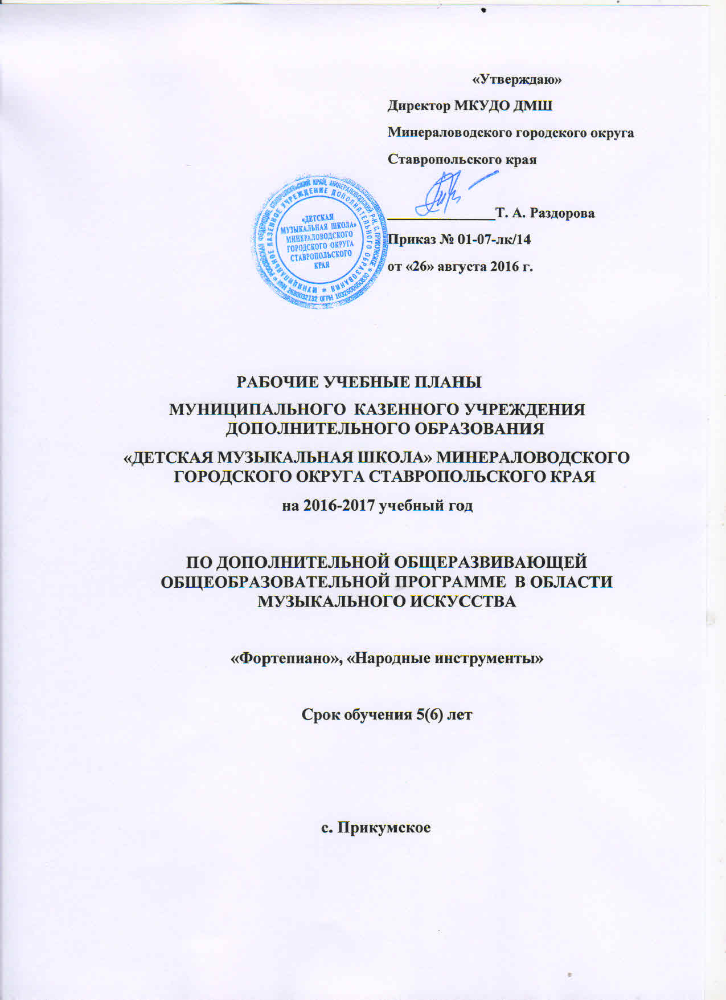 «Утверждаю»
Директор МКУДО ДМШ
Минераловодского городского округа
Ставропольского края
Т. А. Раздорова
Приказ № 01-07-лк/14
от «26» августа 2016 г.
РОССИЙСКАЯ ФЕДЕРАЦИЯ, СТАВРОПОЛЬСКИЙ КРАЙ, МИНЕРАЛОВОДСКИЙ Р-Н, С. ПРИКУМСКОЕ * ИНН 2630032132 ОГРН 1032600650830 *
МУНИЦИПАЛЬНОЕ КАЗЕННОЕ УЧРЕЖДЕНИЕ ДОПОЛНИТЕЛЬНОГО ОБРАЗОВАНИЯ *
«ДЕТСКАЯ
МУЗЫКАЛЬНАЯ ШКОЛА»
МИНЕРАЛОВОДСКОГО
ГОРОДСКОГО ОКРУГА
СТАВРОПОЛЬСКОГО
КРАЯ
РАБОЧИЕ УЧЕБНЫЕ ПЛАНЫ
МУНИЦИПАЛЬНОГО КАЗЕННОГО УЧРЕЖДЕНИЯ
ДОПОЛНИТЕЛЬНОГО ОБРАЗОВАНИЯ
«ДЕТСКАЯ МУЗЫКАЛЬНАЯ ШКОЛА» МИНЕРАЛОВОДСКОГО
ГОРОДСКОГО ОКРУГА СТАВРОПОЛЬСКОГО КРАЯ
на 2016-2017 учебный год
ПО ДОПОЛНИТЕЛЬНОЙ ОБЩЕРАЗВИВАЮЩЕЙ
ОБЩЕОБРАЗОВАТЕЛЬНОЙ ПРОГРАММЕ В ОБЛАСТИ
МУЗЫКАЛЬНОГО ИСКУССТВА
«Фортепиано», «Народные инструменты»
Срок обучения 5(6) лет
с. Прикумское